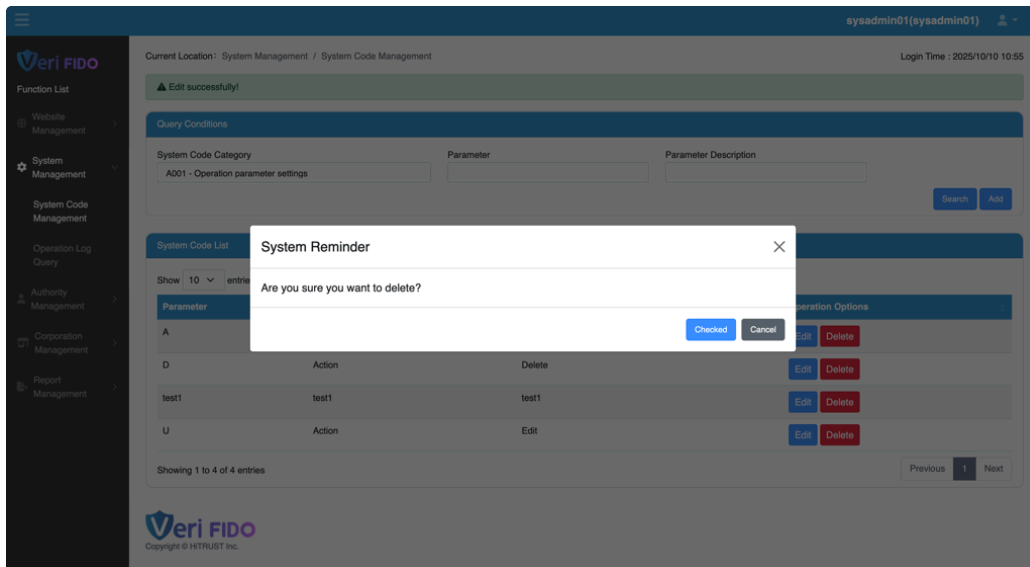 sysadmin01(sysadmin01)
Veri FIDO
Function List
Website Management
System Management
System Code Management
Operation Log Query
Authority Management
Corporation Management
Report Management
Current Location： System Management / System Code Management
Login Time : 2025/10/10 10:55
Edit successfully!
Query Conditions
System Code Category
Parameter
Parameter Description
A001 - Operation parameter settings
Search
Add
System Code List
Show 10 entrie
System Reminder
Are you sure you want to delete?
Checked
Cancel
Parameter
peration Options
A
Edit Delete
D Action Delete Edit Delete
test1 test1 test1 Edit Delete
U Action Edit Edit Delete
Showing 1 to 4 of 4 entries
Previous 1 Next
Veri FIDO
Copyright © HiTRUST Inc.